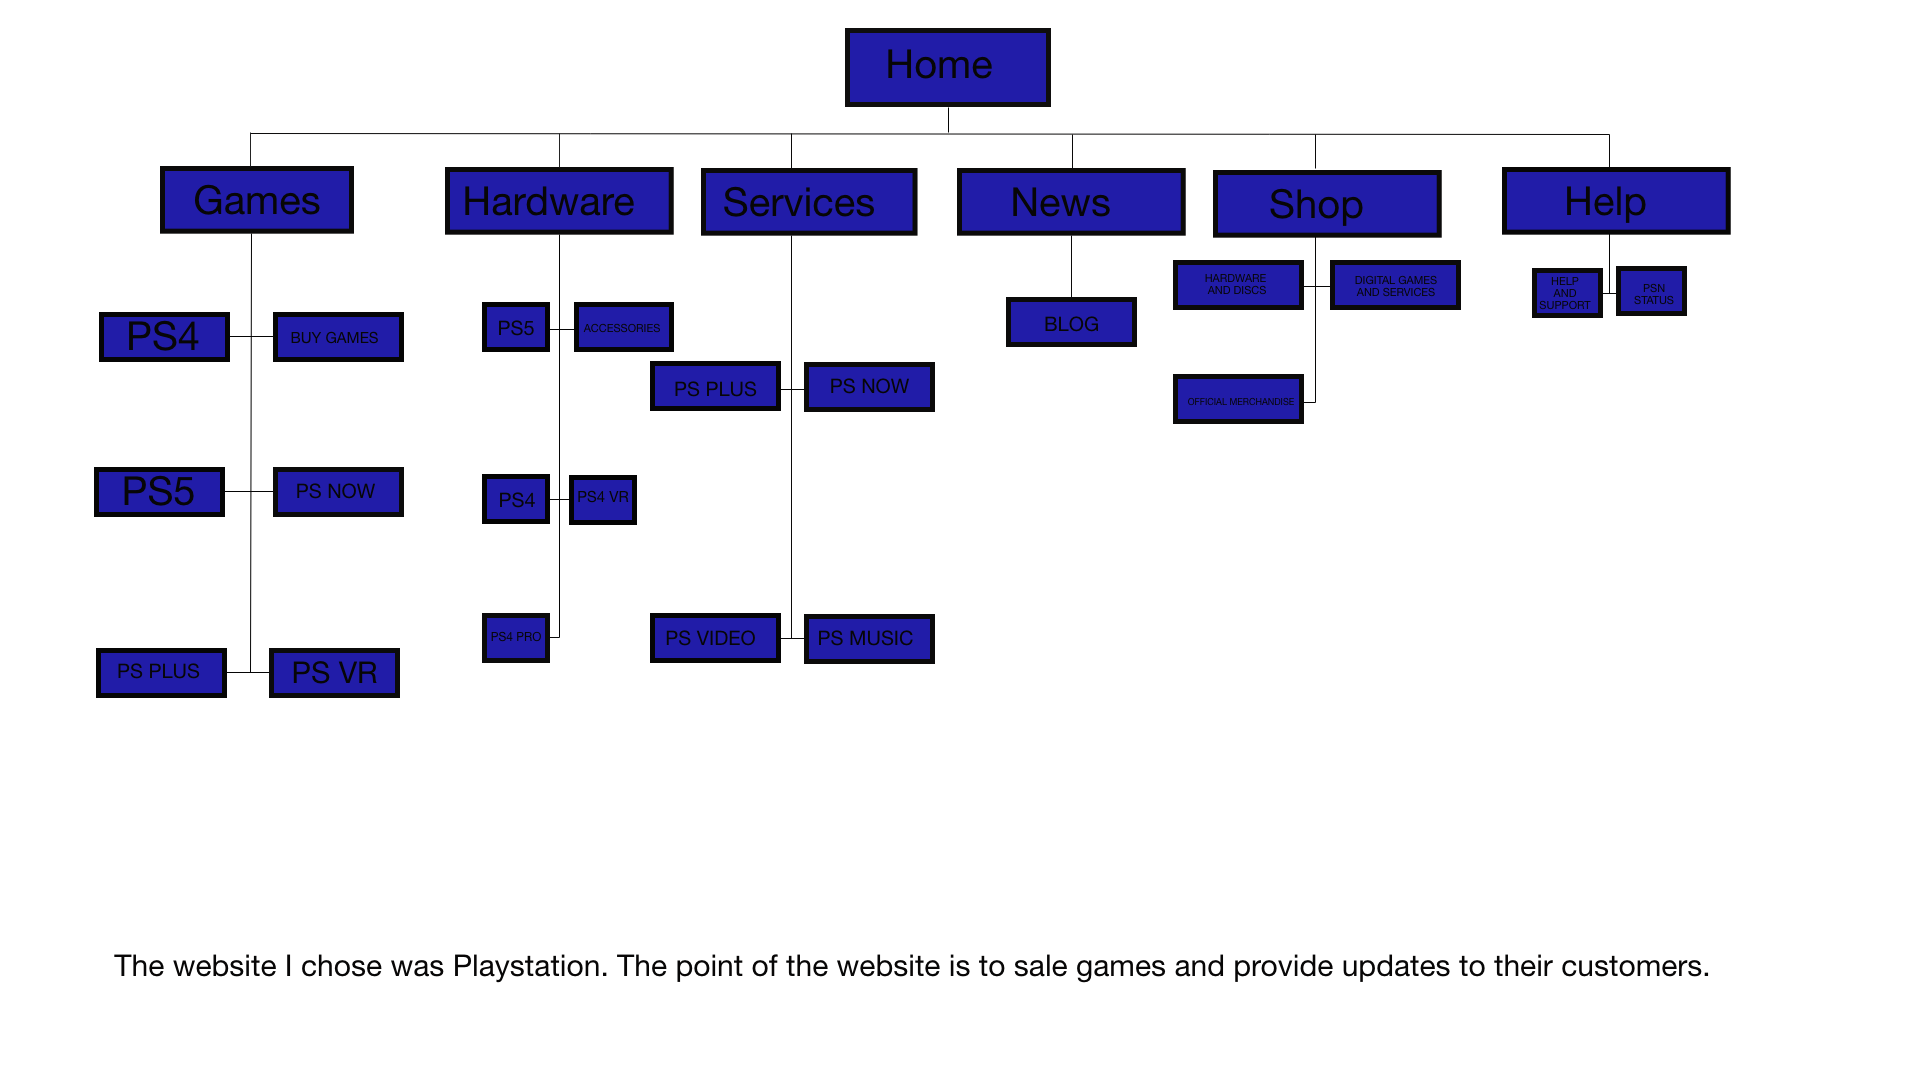 Home
Games
Hardware
Services
News
Shop
Help
PS4
BUY GAMES
PS5
PS NOW
PS PLUS
PS VR
PS5
ACCESSORIES
PS4
PS4 VR
PS4 PRO
PS PLUS
PS NOW
PS VIDEO
PS MUSIC
BLOG
HARDWARE
AND DISCS
DIGITAL GAMES
AND SERVICES
OFFICIAL MERCHANDISE
HELP
AND
SUPPORT
PSN
STATUS
The website I chose was Playstation. The point of the website is to sale games and provide updates to their customers.